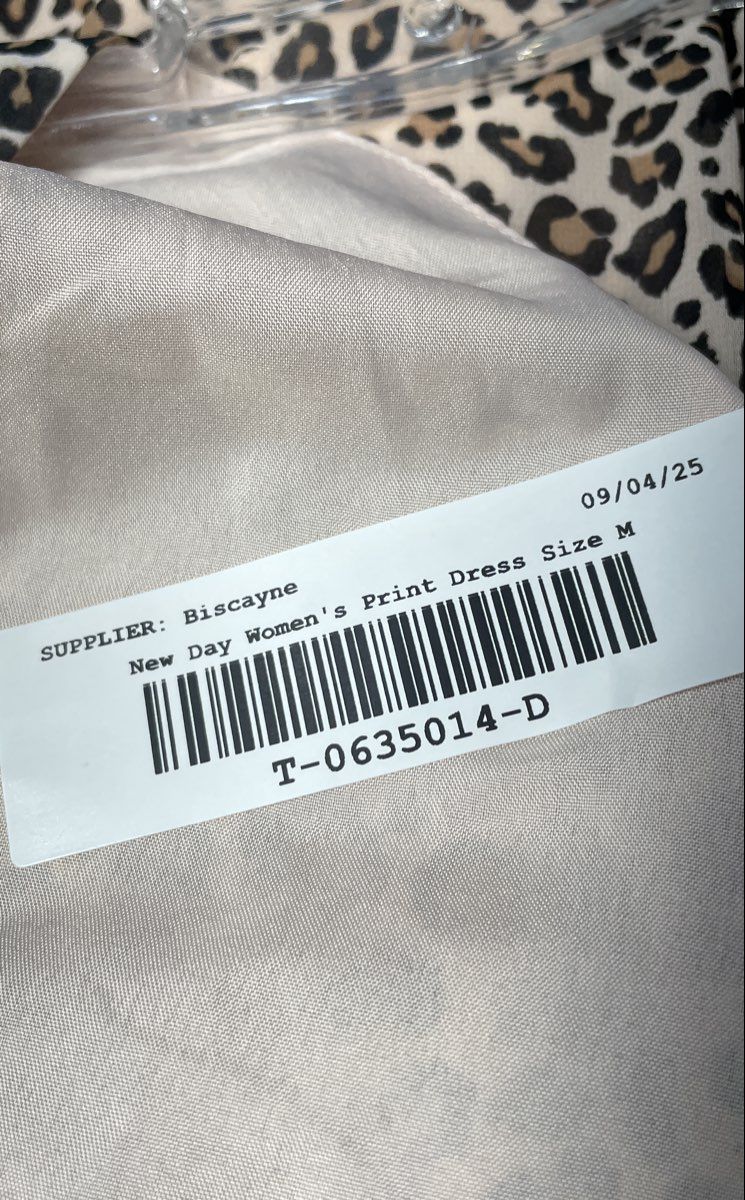 09/04/25
SUPPLIER: Biscayne
New Day Women's Print Dress Size M
T-0635014-D